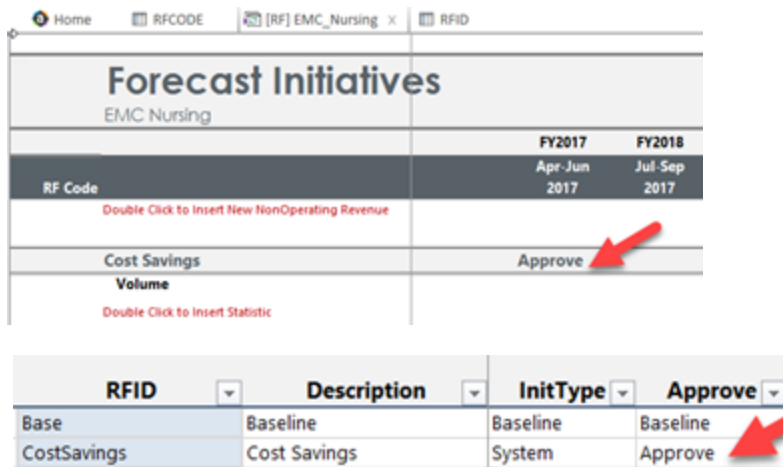 Home RFCODE [RF] EMC_Nursing × RFID
Forecast Initiatives
EMC Nursing
FY2017 FY2018
Apr-Jun Jul-Sep
RF Code 2017 2017
Double Click to Insert New NonOperating Revenue
Cost Savings Approve
Volume
Double Click to Insert Statistic
RFID Description InitType Approve
Base Baseline Baseline Baseline
CostSavings Cost Savings System Approve